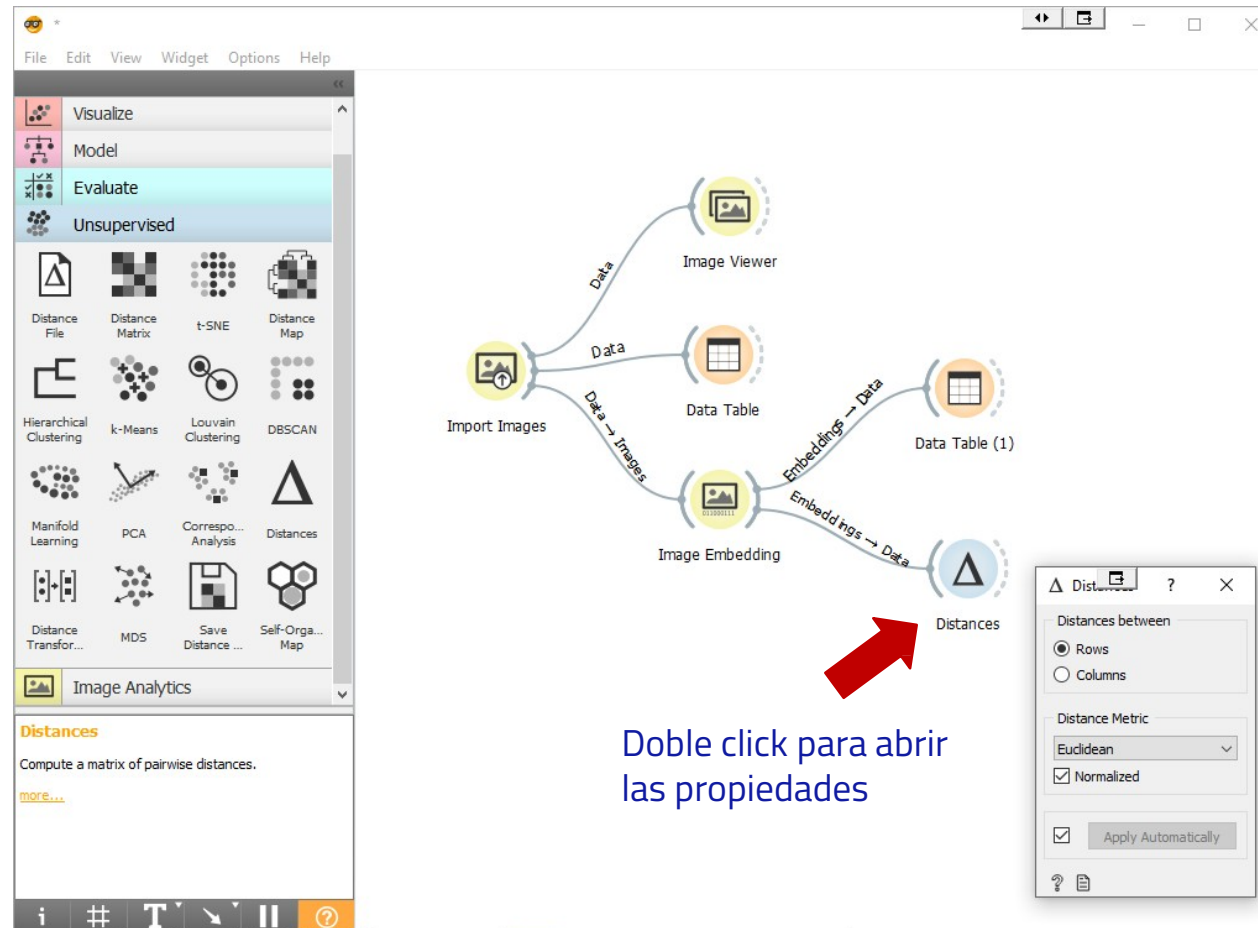 *
File Edit View Widget Options Help
Visualize
Model
Evaluate
Unsupervised
Distance File
Distance Matrix
t-SNE
Distance Map
Hierarchical Clustering
k-Means
Louvain Clustering
DBSCAN
Manifold Learning
PCA
Correspo... Analysis
Distances
Distance Transfor...
MDS
Save Distance ...
Self-Orga... Map
Image Analytics
Distances
Compute a matrix of pairwise distances.
more...
Data
Image Viewer
Data
Data Table
Import Images
Data → Images
Image Embedding
011000111
Embeddings → Data
Data Table (1)
Embeddings → Data
Distances
Doble click para abrir
las propiedades
Distances between
Rows
Columns
Distance Metric
Euclidean
Normalized
Apply Automatically